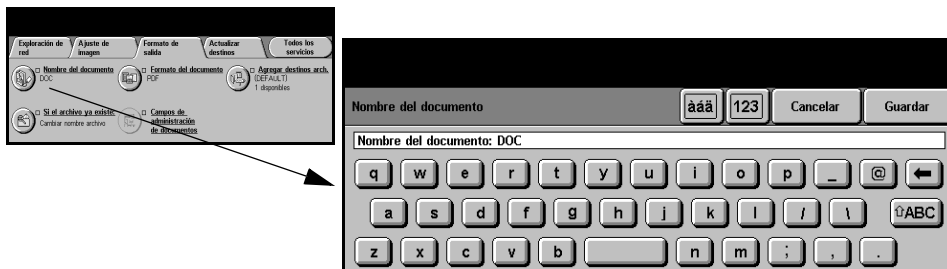 Exploración de red
Ajuste de imagen
Formato de salida
Actualizar destinos
Todos los servicios
Nombre del documento
DOC
Formato del documento
PDF
Agregar destinos arch.
(DEFAULT)
1 disponibles
Si el archivo ya existe.
Cambiar nombre archivo
Campos de
administración
de documentos
Nombre del documento
àáä
123
Cancelar
Guardar
Nombre del documento: DOC
q w e r t y u i o p _ @ ←
a s d f g h j k l / \ ⇧ABC
z x c v b n m ; , .